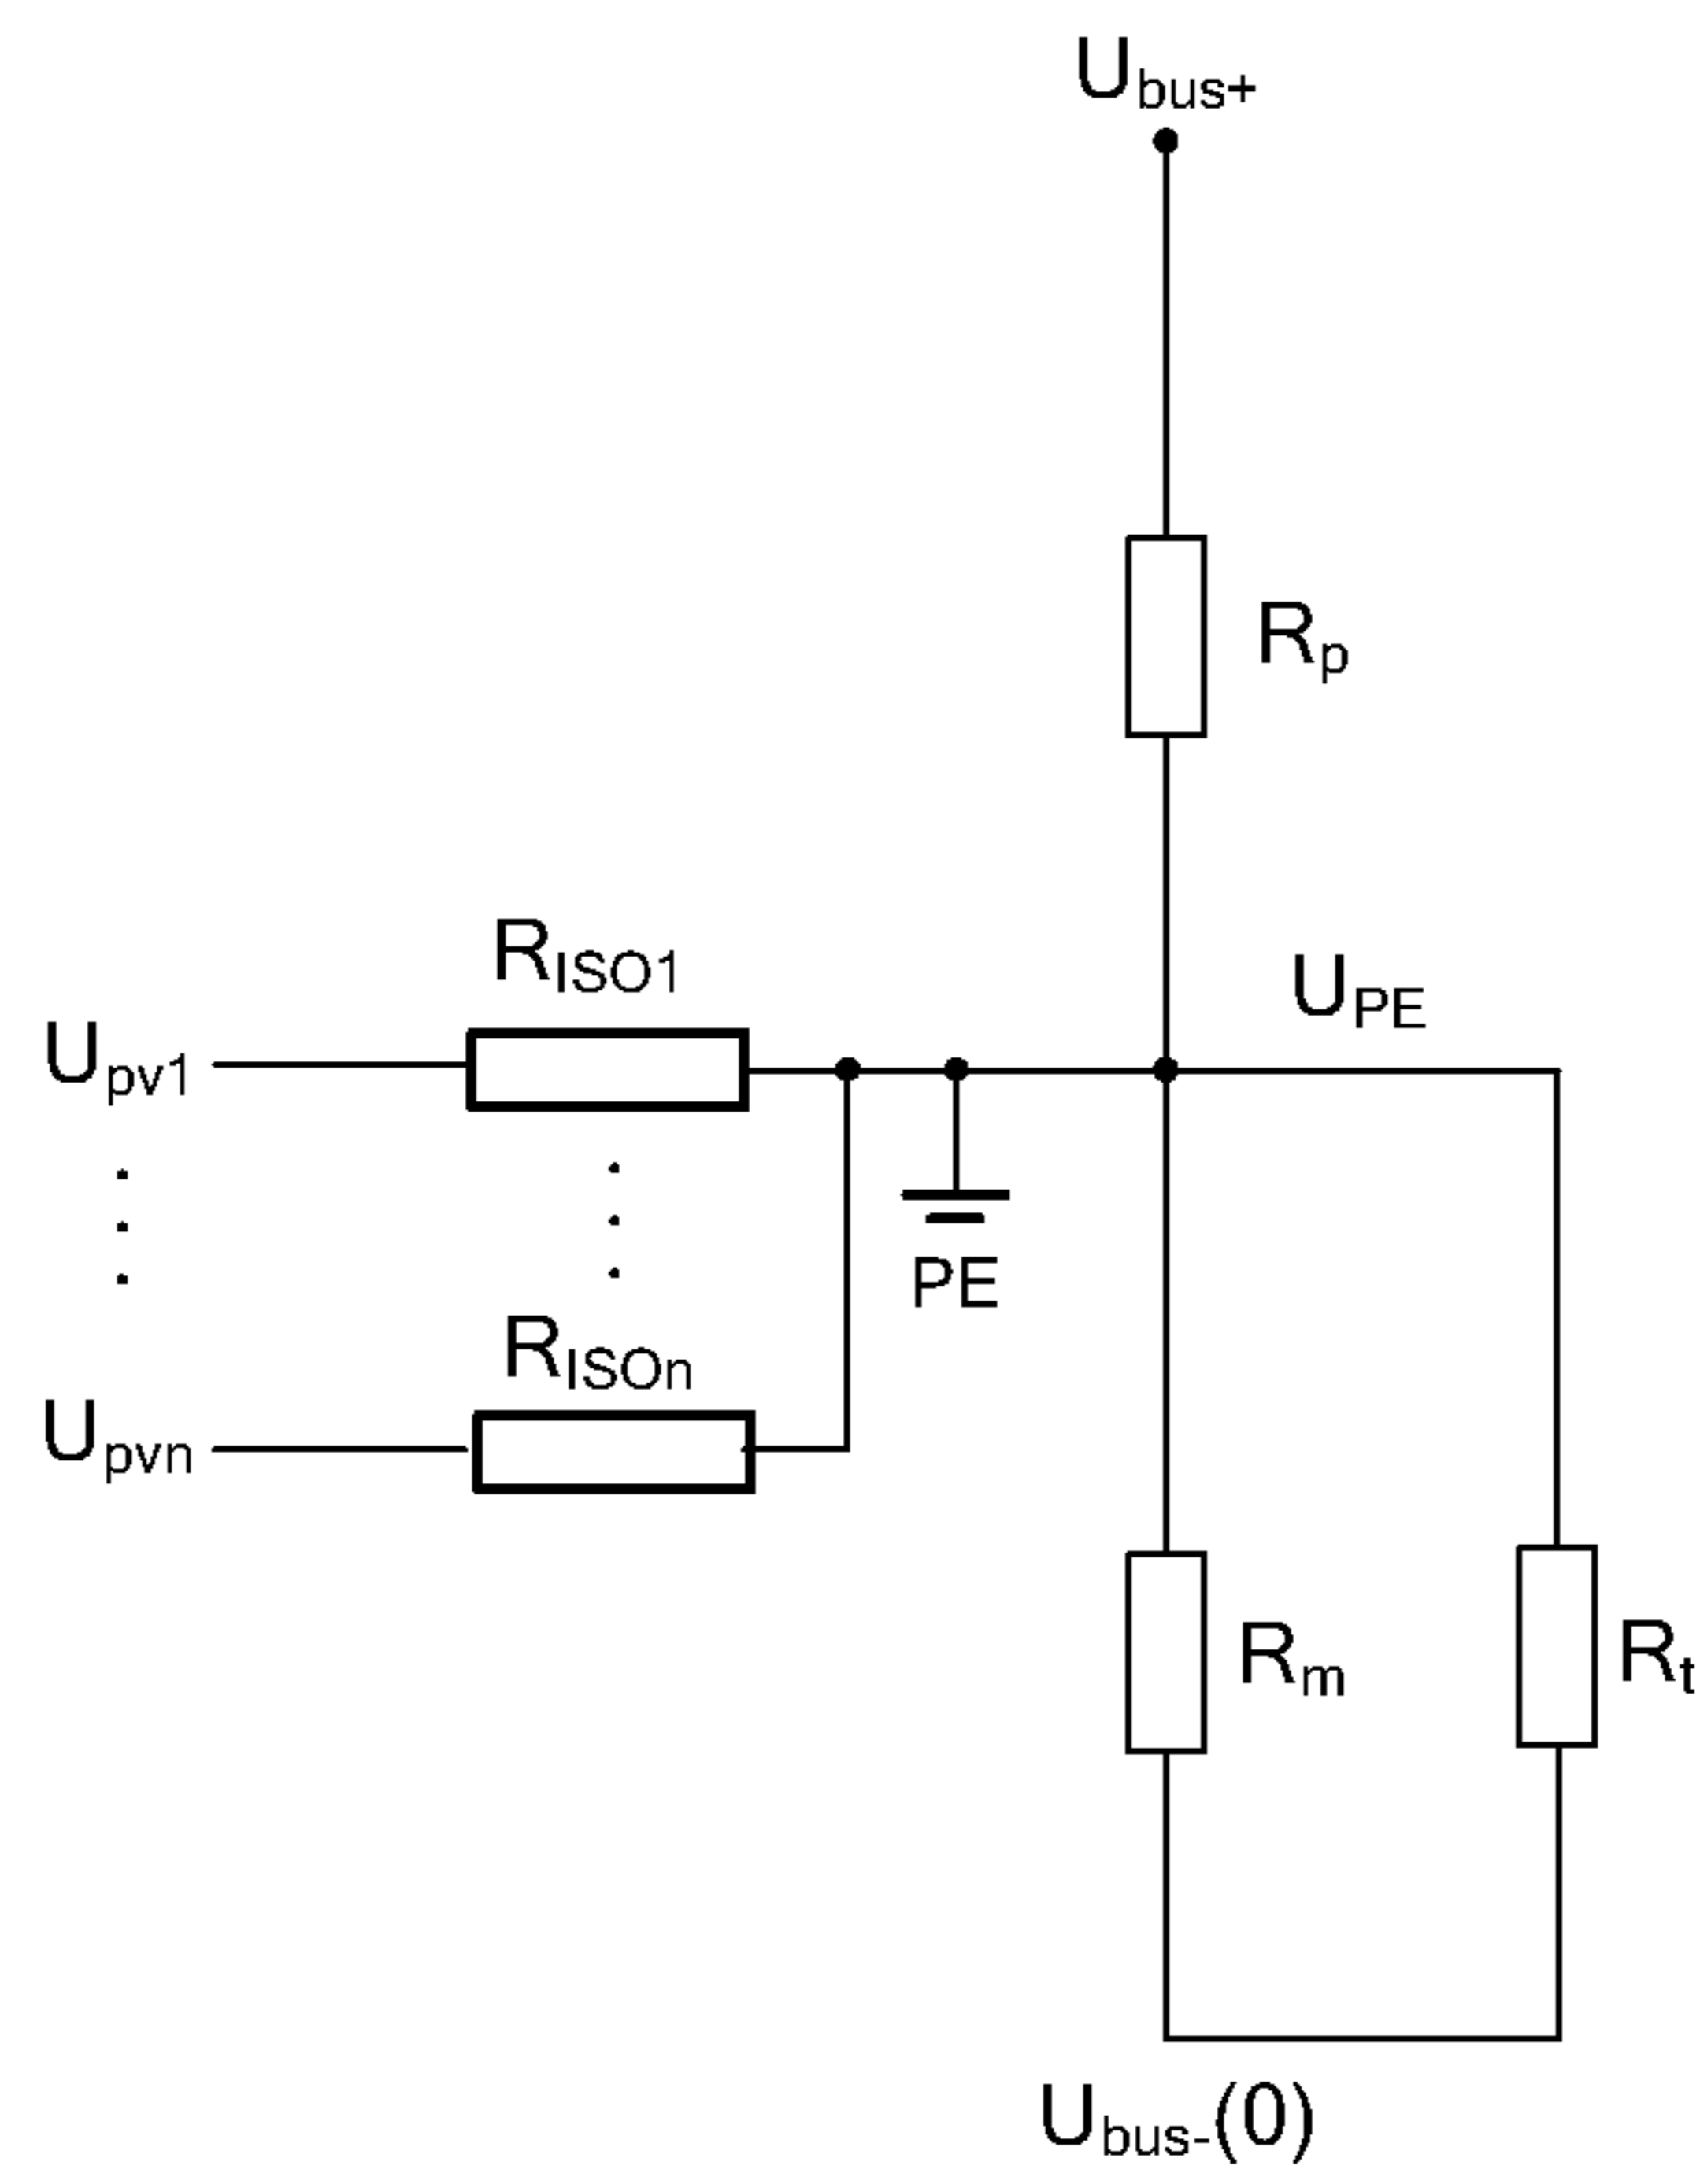 Ubus+
Rp
RISO1
UPE
Upv1
PE
RISOn
Upvn
Rm
Rt
Ubus-(0)